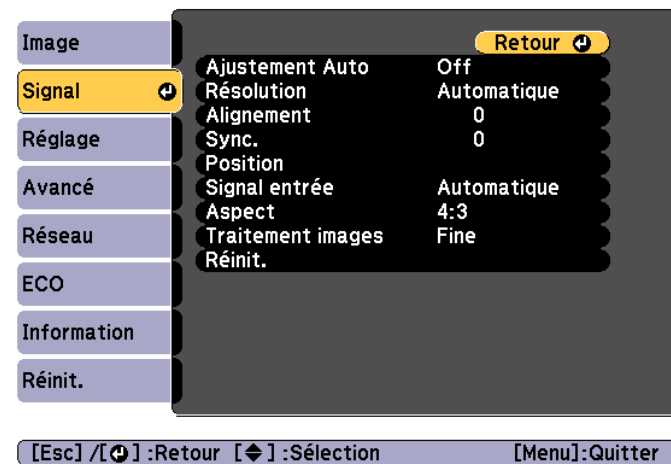 Image
Signal
Réglage
Avancé
Réseau
ECO
Information
Réinit.
Retour
Ajustement Auto Off
Résolution Automatique
Alignement 0
Sync. 0
Position
Signal entrée Automatique
Aspect 4:3
Traitement images Fine
Réinit.
[Esc] /[⏎] :Retour [◆] :Sélection [Menu]:Quitter